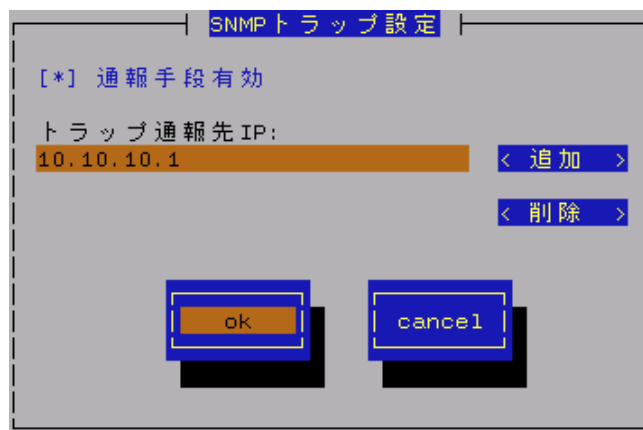 SNMPトラップ設定
[*] 通報手段有効
トラップ通報先IP:
10.10.10.1
< 追加 >
< 削除 >
ok
cancel